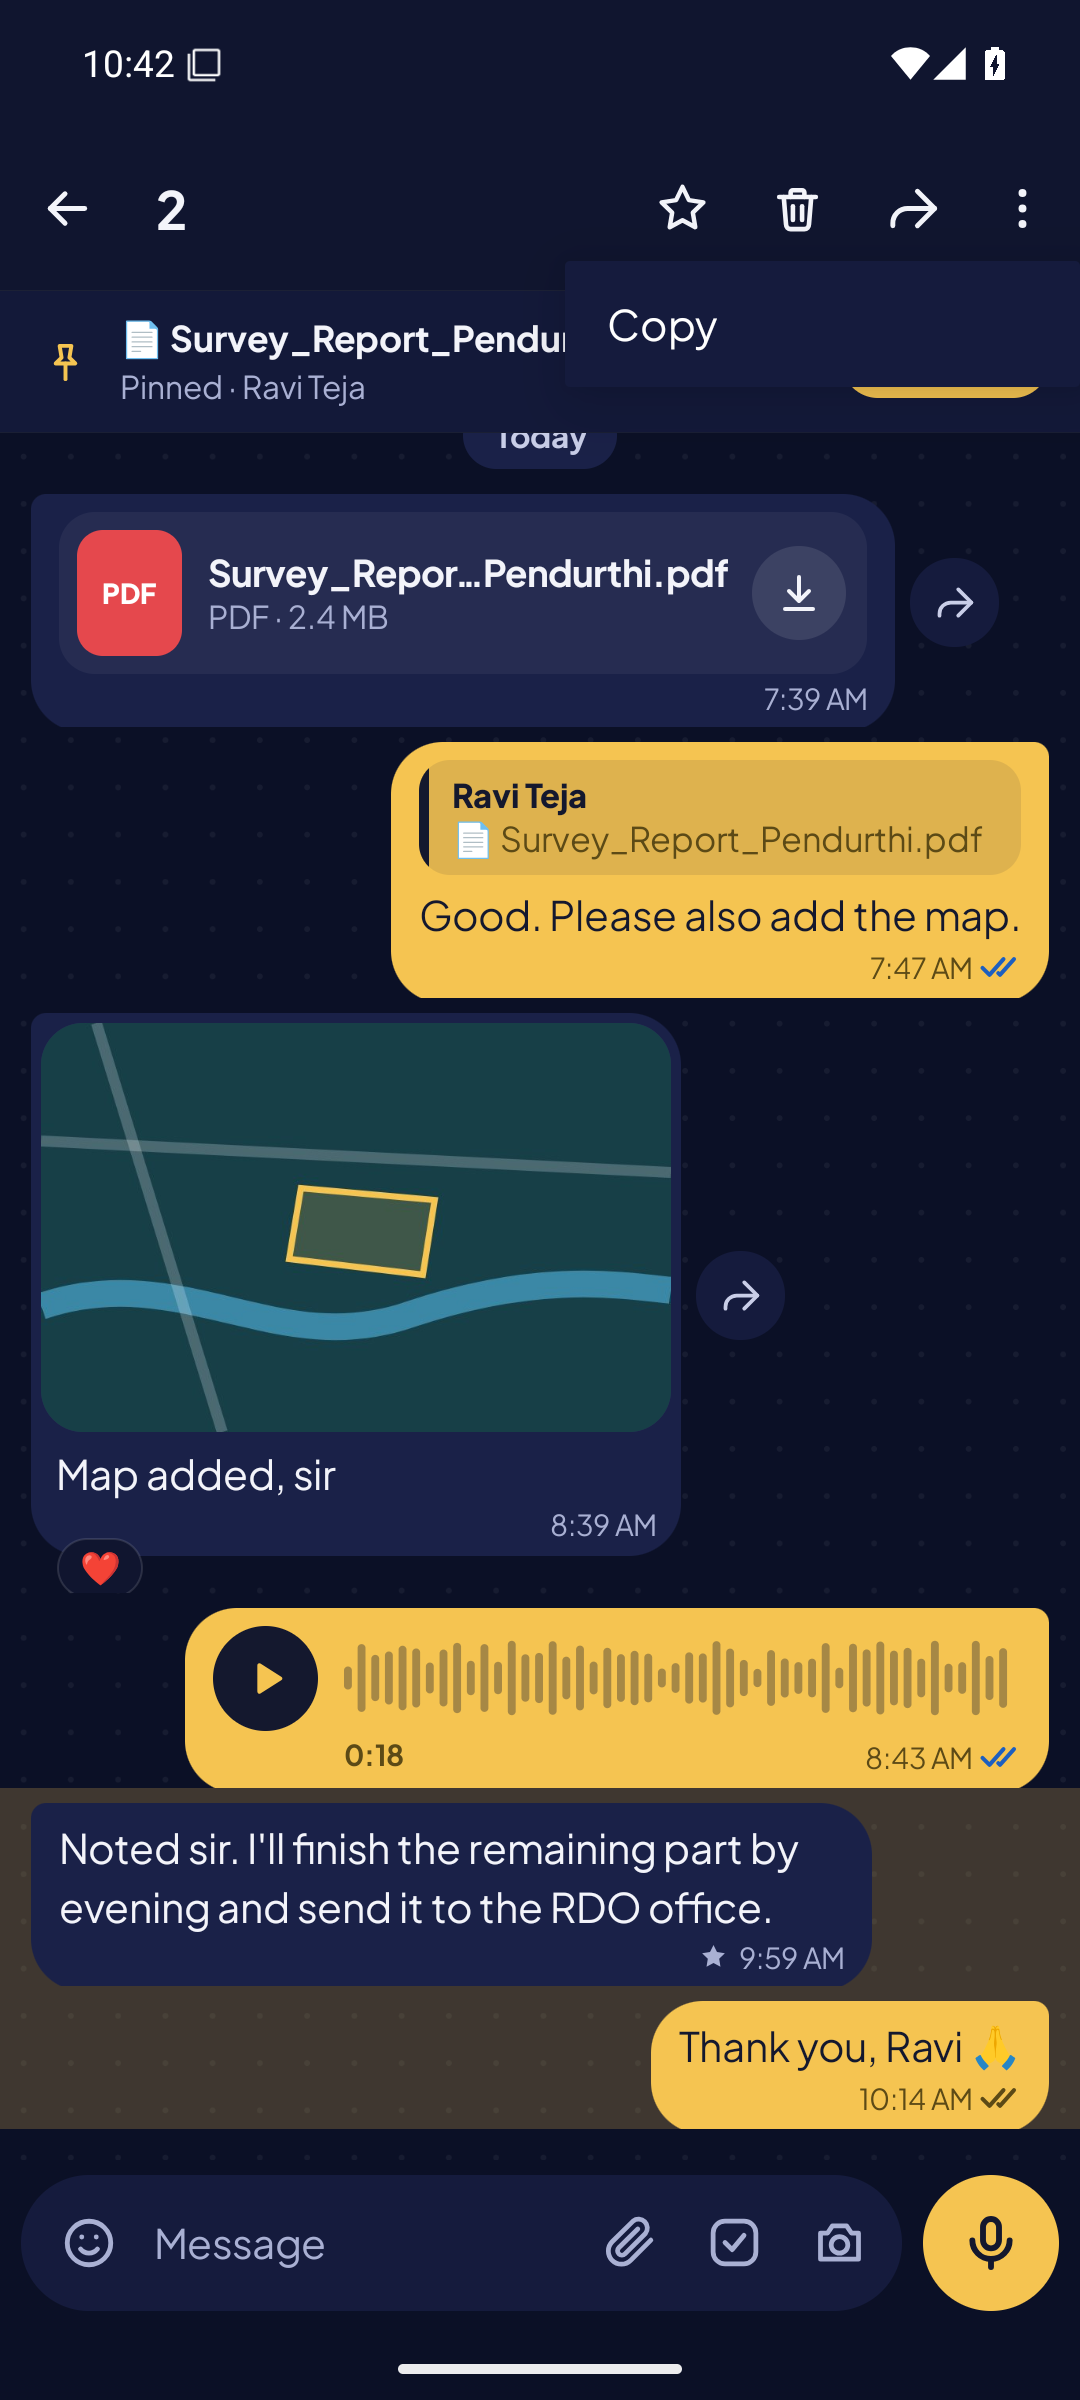 10:42
2
Copy
📄 Survey_Report_Pendur
Pinned · Ravi Teja
Today
PDF
Survey_Repor...Pendurthi.pdf
PDF · 2.4 MB
7:39 AM
Ravi Teja
📄 Survey_Report_Pendurthi.pdf
Good. Please also add the map.
7:47 AM
Map added, sir
8:39 AM
❤️
0:18
8:43 AM
Noted sir. I'll finish the remaining part by
evening and send it to the RDO office.
9:59 AM
Thank you, Ravi 🙏
10:14 AM
Message